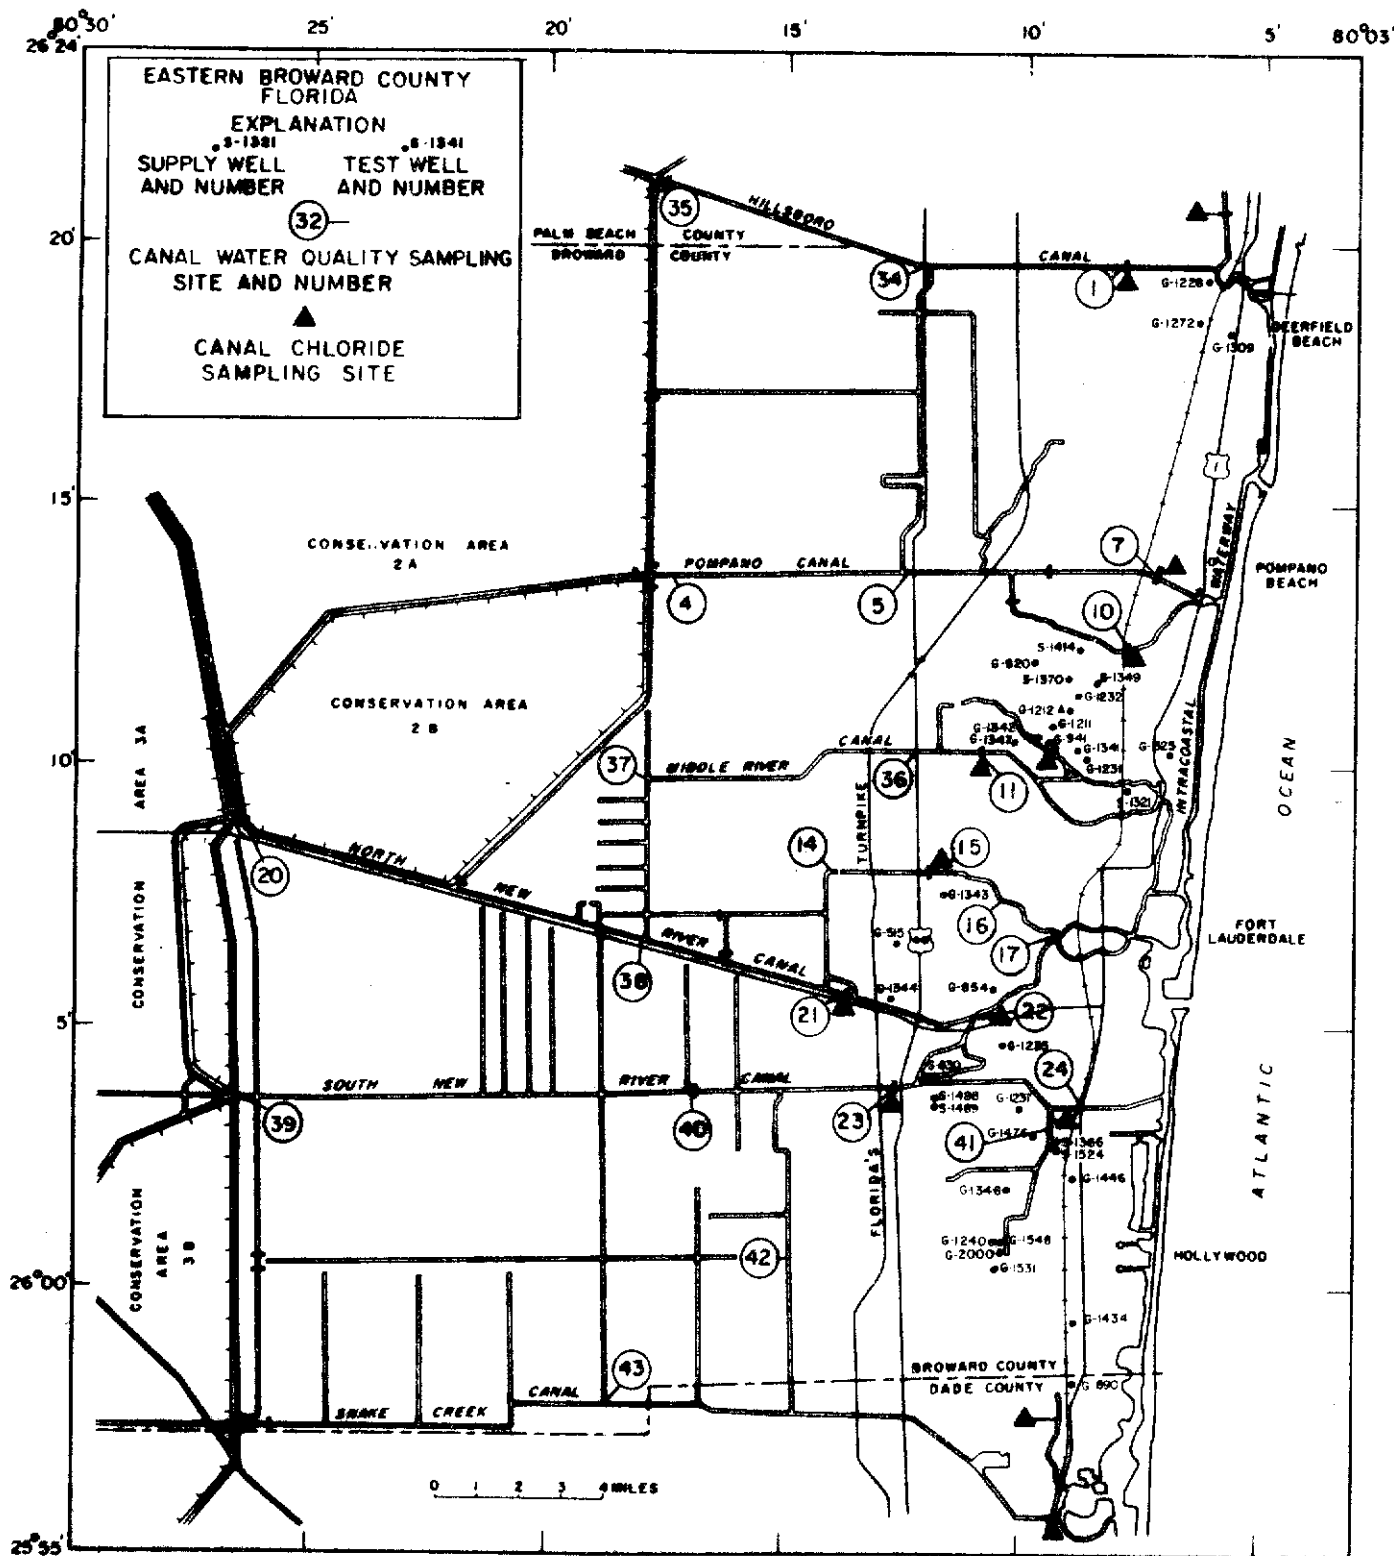 80°30' 25' 20' 15' 10' 5' 80°03'
26°24'
EASTERN BROWARD COUNTY
FLORIDA
EXPLANATION
S-1321 G-1341
SUPPLY WELL TEST WELL
AND NUMBER AND NUMBER
32
CANAL WATER QUALITY SAMPLING
SITE AND NUMBER
CANAL CHLORIDE
SAMPLING SITE
35
HILLSBORO
20'
PALM BEACH COUNTY
BROWARD COUNTY
34
CANAL
1
G-1228
G-1272
G-1309
DEERFIELD
BEACH
1
15'
CONSERVATION AREA
2 A
POMPANO CANAL
7
WATERWAY
POMPANO
BEACH
4
5
10
S-1414
G-820
S-1370
S-1349
G-1232
G-1212 A
G-1211
G-1342
G-1347
G-941
G-1341
G-1231
G-1325
S-1321
CONSERVATION AREA
2 B
AREA 3A
10'
37
MIDDLE RIVER
CANAL
36
11
INTRACOASTAL
OCEAN
TURNPIKE
14
15
20
NORTH
NEW
RIVER
CANAL
CONSERVATION
G-1343
16
G-515
17
FORT
LAUDERDALE
38
G-1344
G-854
21
22
5'
S-830
24
SOUTH NEW RIVER CANAL
39
40
23
S-1488
S-1489
41
G-1476
S-1386
S-1524
G-1446
G-1348
ATLANTIC
CONSERVATION
AREA
3B
FLORIDA'S
G-1240
G-1548
G-2000
G-1531
HOLLYWOOD
42
26°00'
G-1434
43
BROWARD COUNTY
DADE COUNTY
CANAL
SNAKE CREEK
G-890
0 1 2 3 4 MILES
25°55'